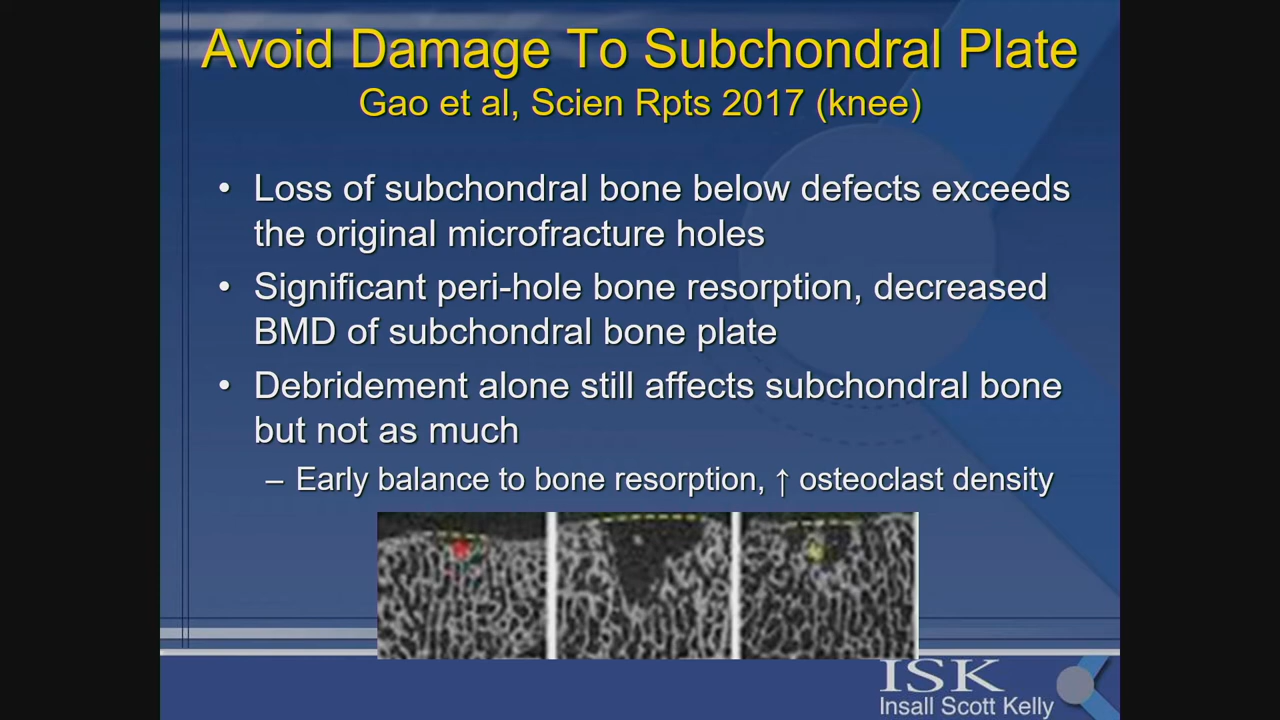 Avoid Damage To Subchondral Plate
Gao et al, Scien Rpts 2017 (knee)
• Loss of subchondral bone below defects exceeds
the original microfracture holes
• Significant peri-hole bone resorption, decreased
BMD of subchondral bone plate
• Debridement alone still affects subchondral bone
but not as much
– Early balance to bone resorption, ↑ osteoclast density
ISK
Insall Scott Kelly